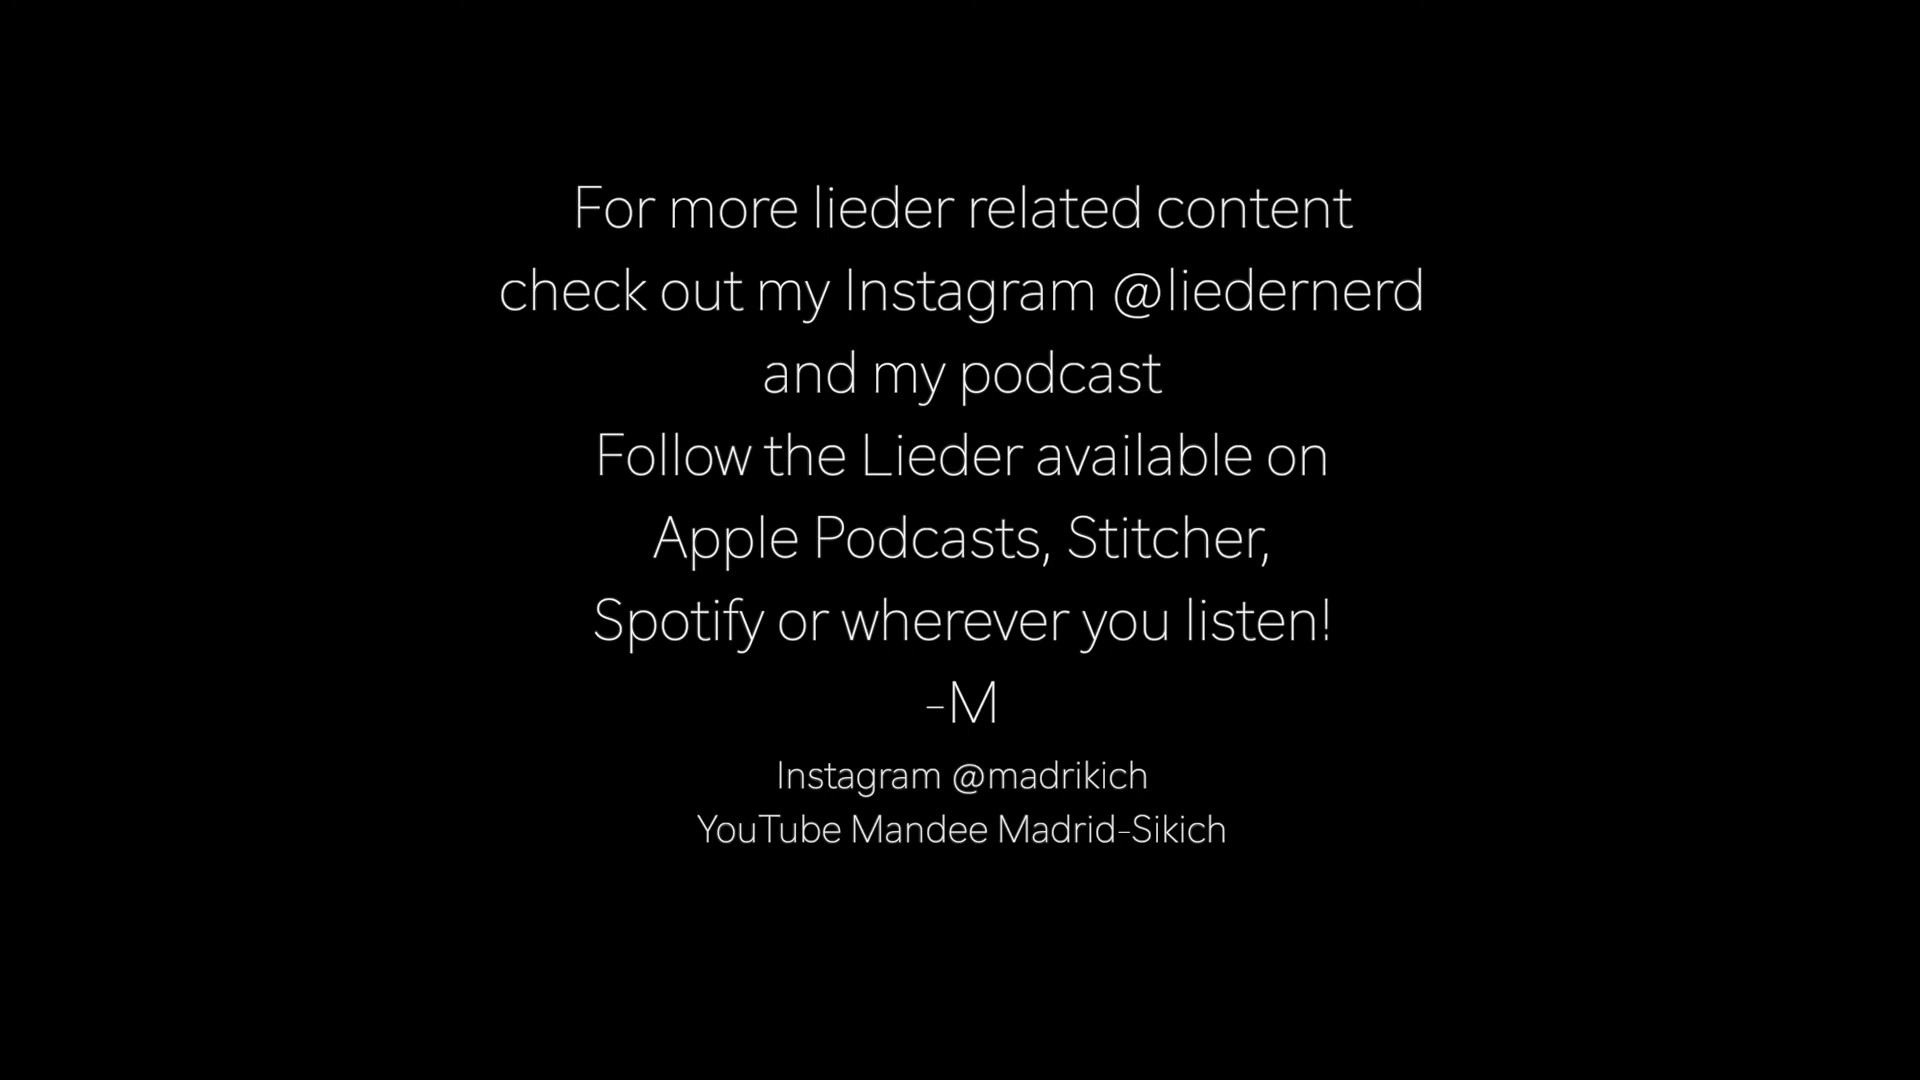 For more lieder related content
check out my Instagram @liedernerd
and my podcast
Follow the Lieder available on
Apple Podcasts, Stitcher,
Spotify or wherever you listen!
-M
Instagram @madrikich
YouTube Mandee Madrid-Sikich